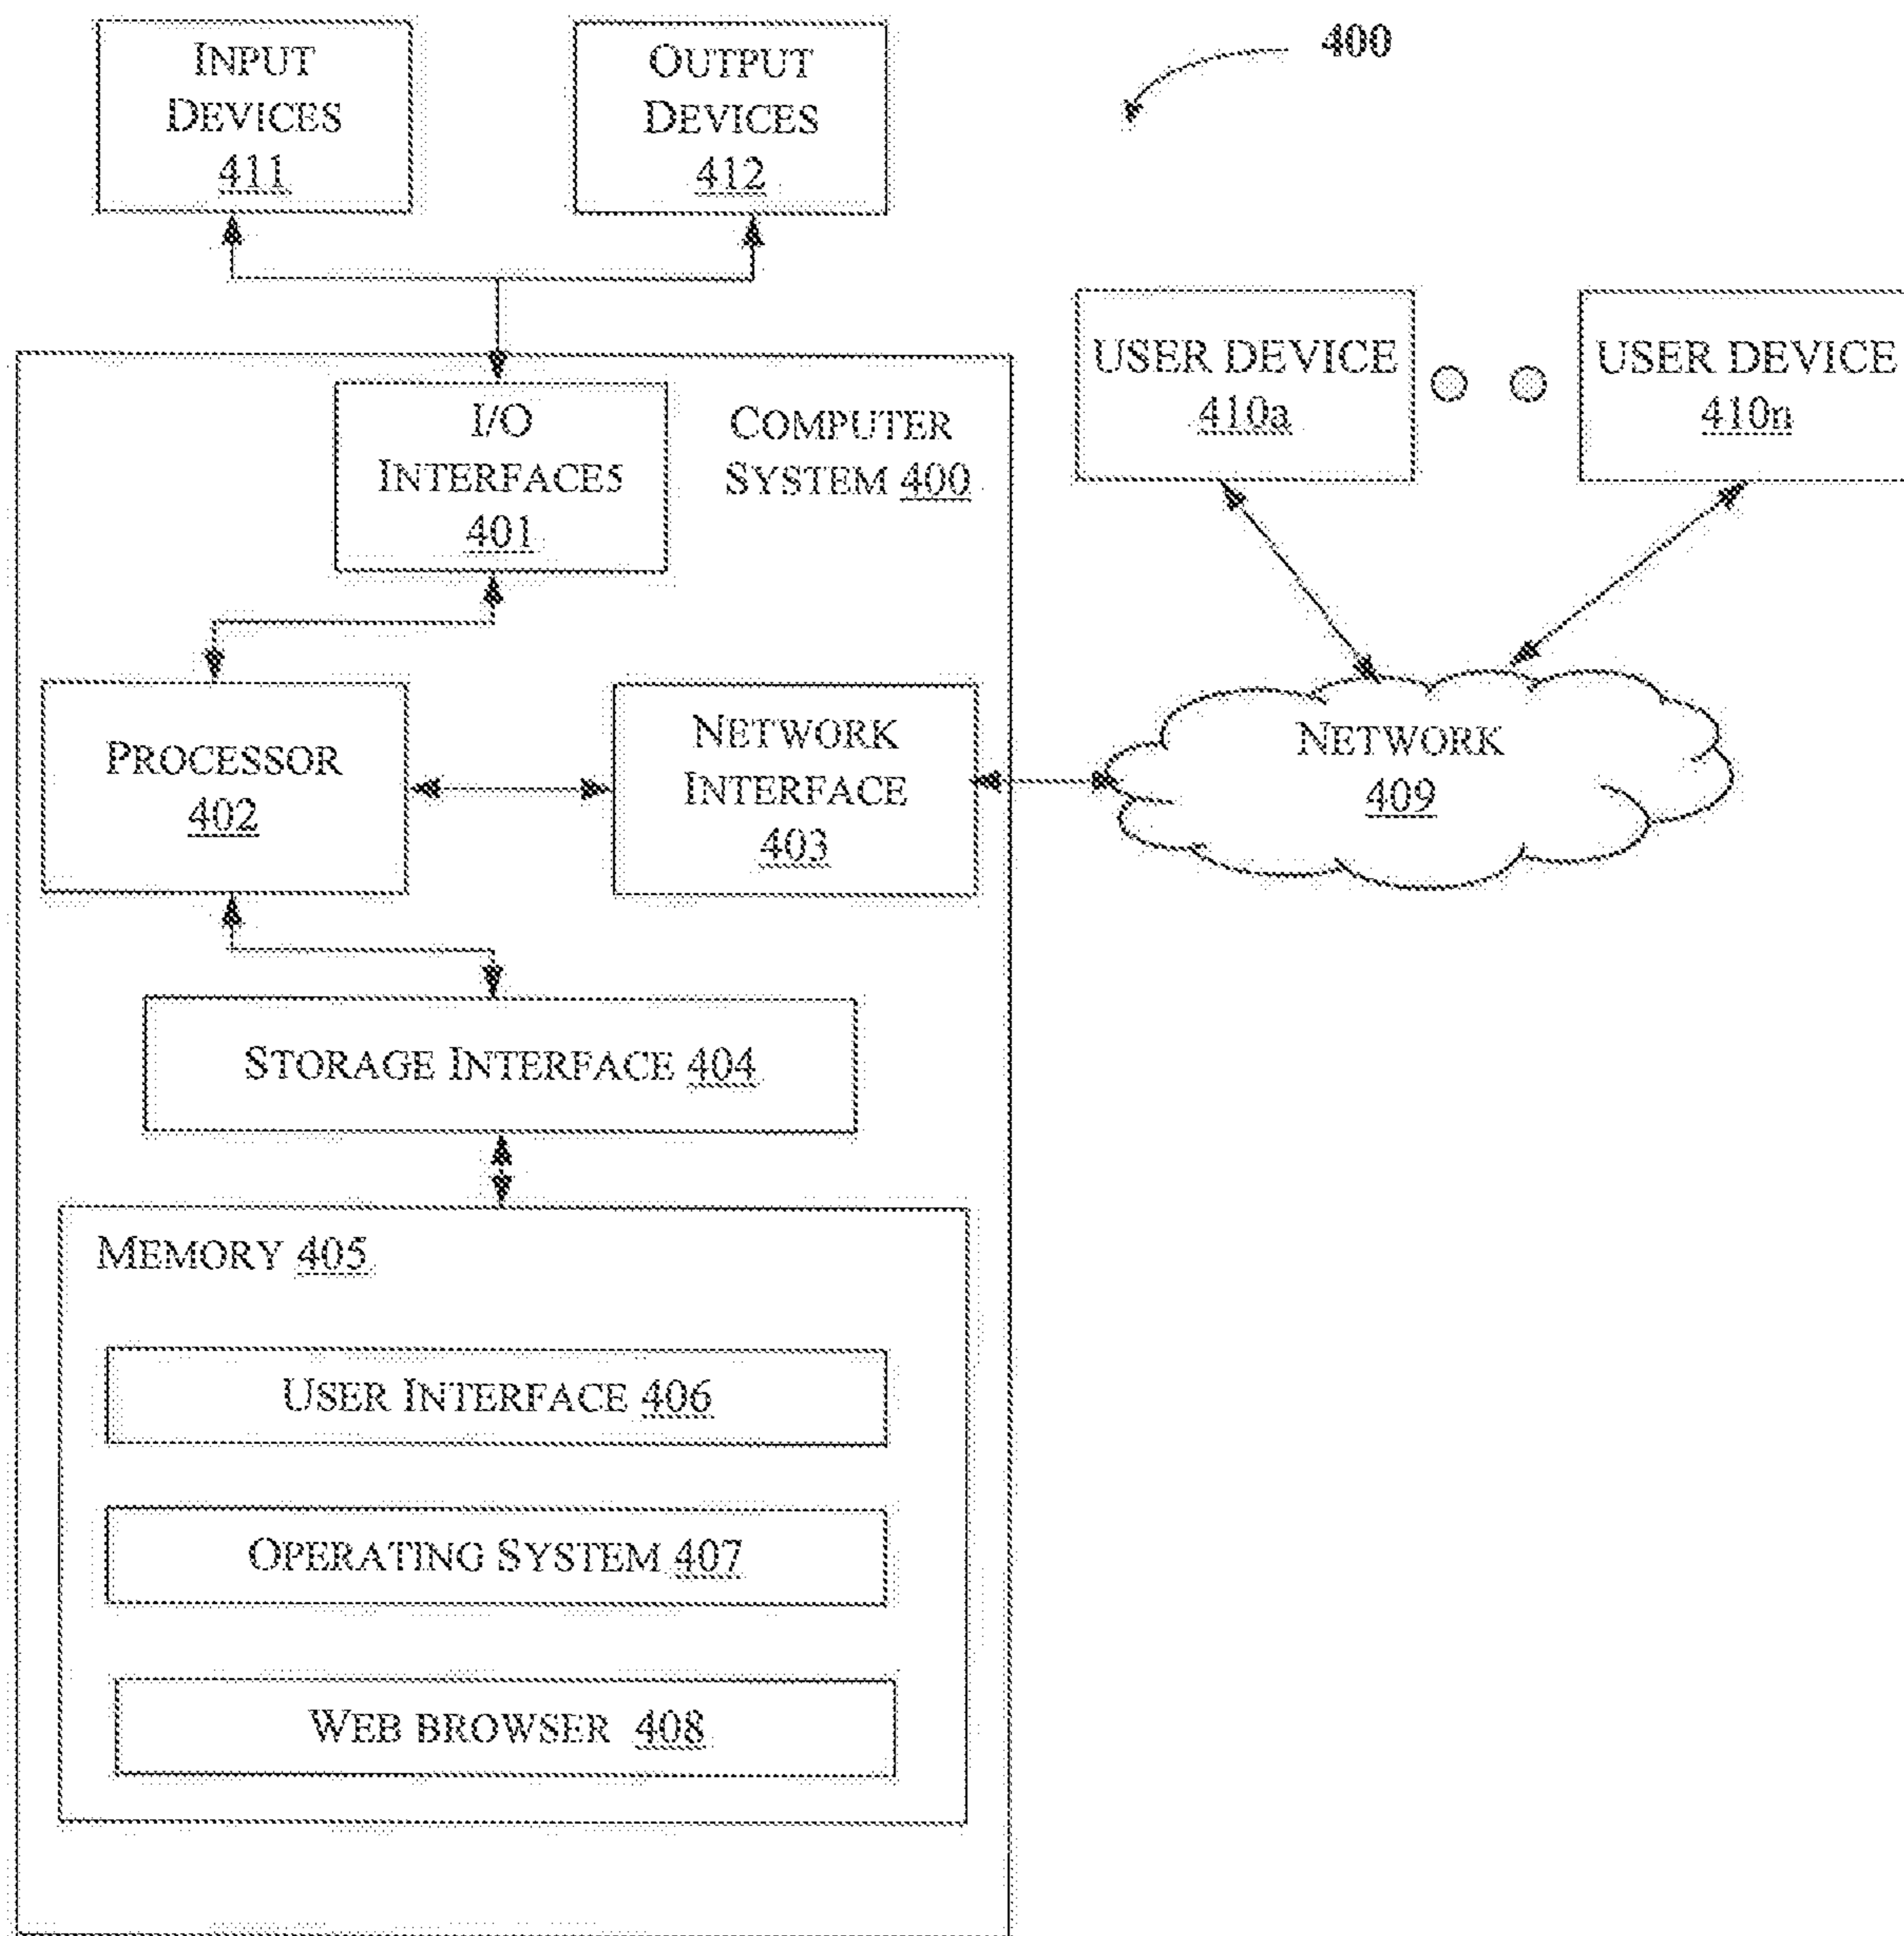 INPUT
DEVICES
411
OUTPUT
DEVICES
412
400
I/O
INTERFACE5
401
COMPUTER
SYSTEM 400
USER DEVICE
410a
USER DEVICE
410n
PROCESSOR
402
NETWORK
INTERFACE
403
NETWORK
409
STORAGE INTERFACE 404
MEMORY 405
USER INTERFACE 406
OPERATING SYSTEM 407
WEB BROWSER 408